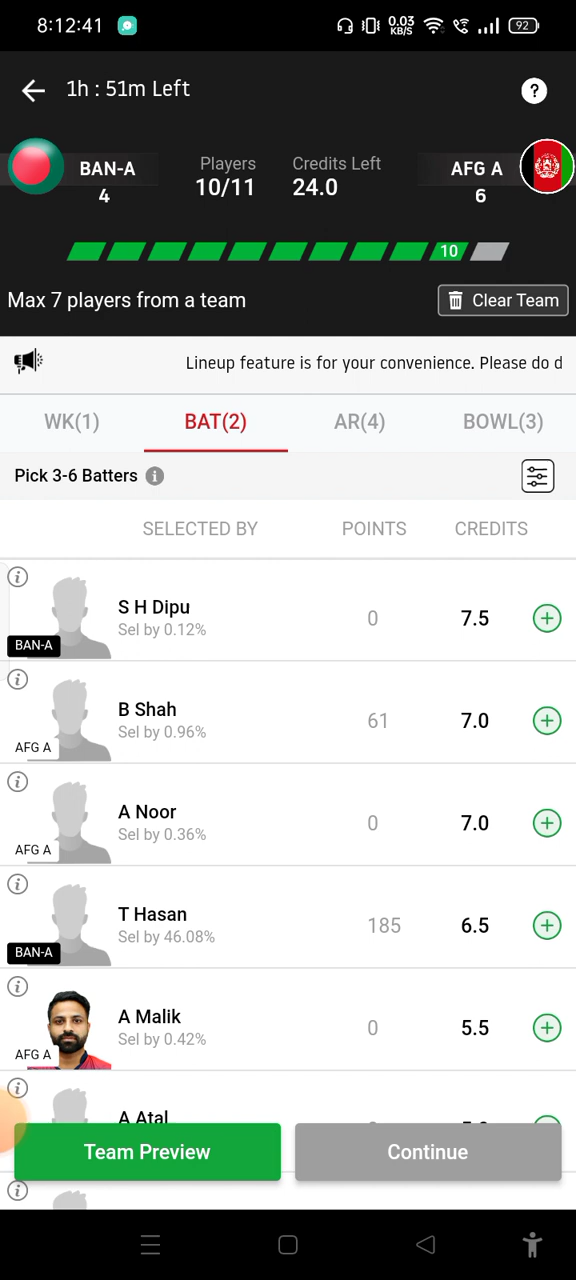 8:12:41 0.03 KB/S 92
1h : 51m Left ?
BAN-A Players Credits Left AFG A
4 10/11 24.0 6
10
Max 7 players from a team Clear Team
Lineup feature is for your convenience. Please do d
WK(1) BAT(2) AR(4) BOWL(3)
Pick 3-6 Batters i
SELECTED BY POINTS CREDITS
i
S H Dipu 0 7.5
Sel by 0.12%
BAN-A
i
B Shah 61 7.0
Sel by 0.96%
AFG A
i
A Noor 0 7.0
Sel by 0.36%
AFG A
i
T Hasan 185 6.5
Sel by 46.08%
BAN-A
i
A Malik 0 5.5
Sel by 0.42%
AFG A
i
A Atal
Team Preview Continue
i